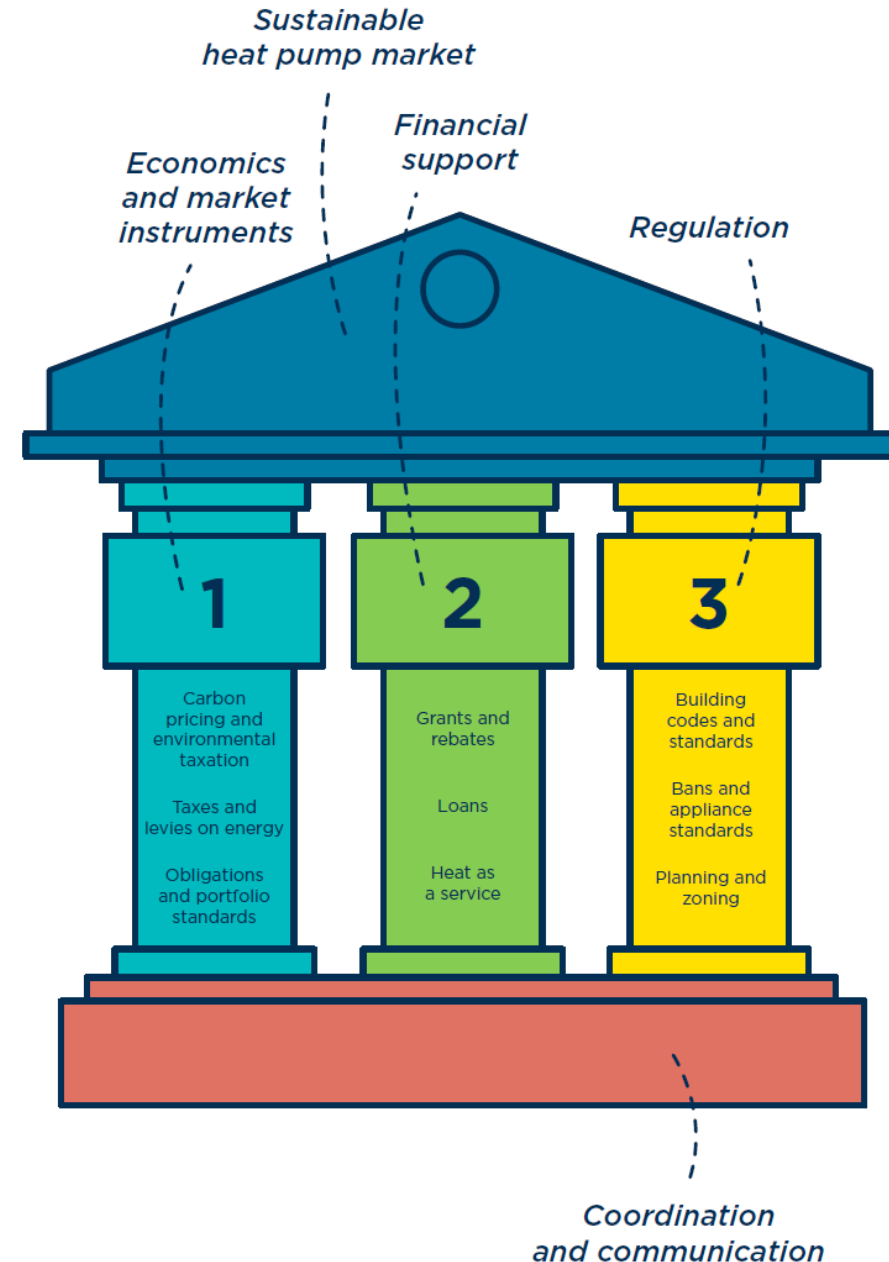 Sustainable
heat pump market
Financial
support
Economics
and market
instruments
Regulation
1
2
3
Carbon
pricing and
environmental
taxation
Taxes and
levies on energy
Obligations
and portfolio
standards
Grants and
rebates
Loans
Heat as
a service
Building
codes and
standards
Bans and
appliance
standards
Planning and
zoning
Coordination
and communication